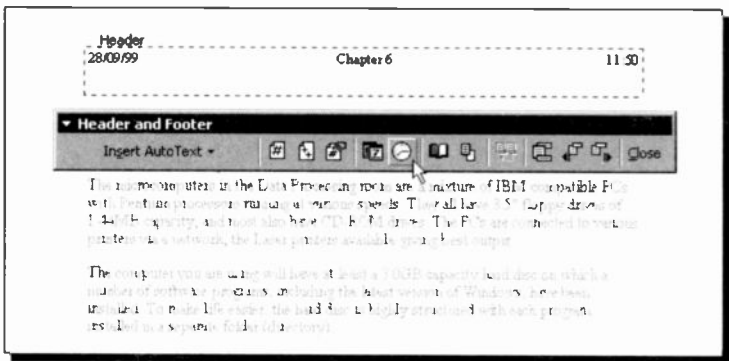 Header
28/09/99 Chapter 6 11:50
Header and Footer
Insert AutoText Close
The microcomputers in the Data Processing room are a mixture of IBM compatible PCs
with Pentium processors running at various speeds. They all have 3.5" floppy drives of
1.44MB capacity, and most also have CD-ROM drives. The PCs are connected to various
printers via a network, the Laser printers available giving best output.
The computer you are using will have at least a 3.0GB capacity hard disc on which a
number of software programs, including the latest version of Windows, have been
installed. To make life easier, the hard disc is highly structured with each program
installed in a separate folder (directory).